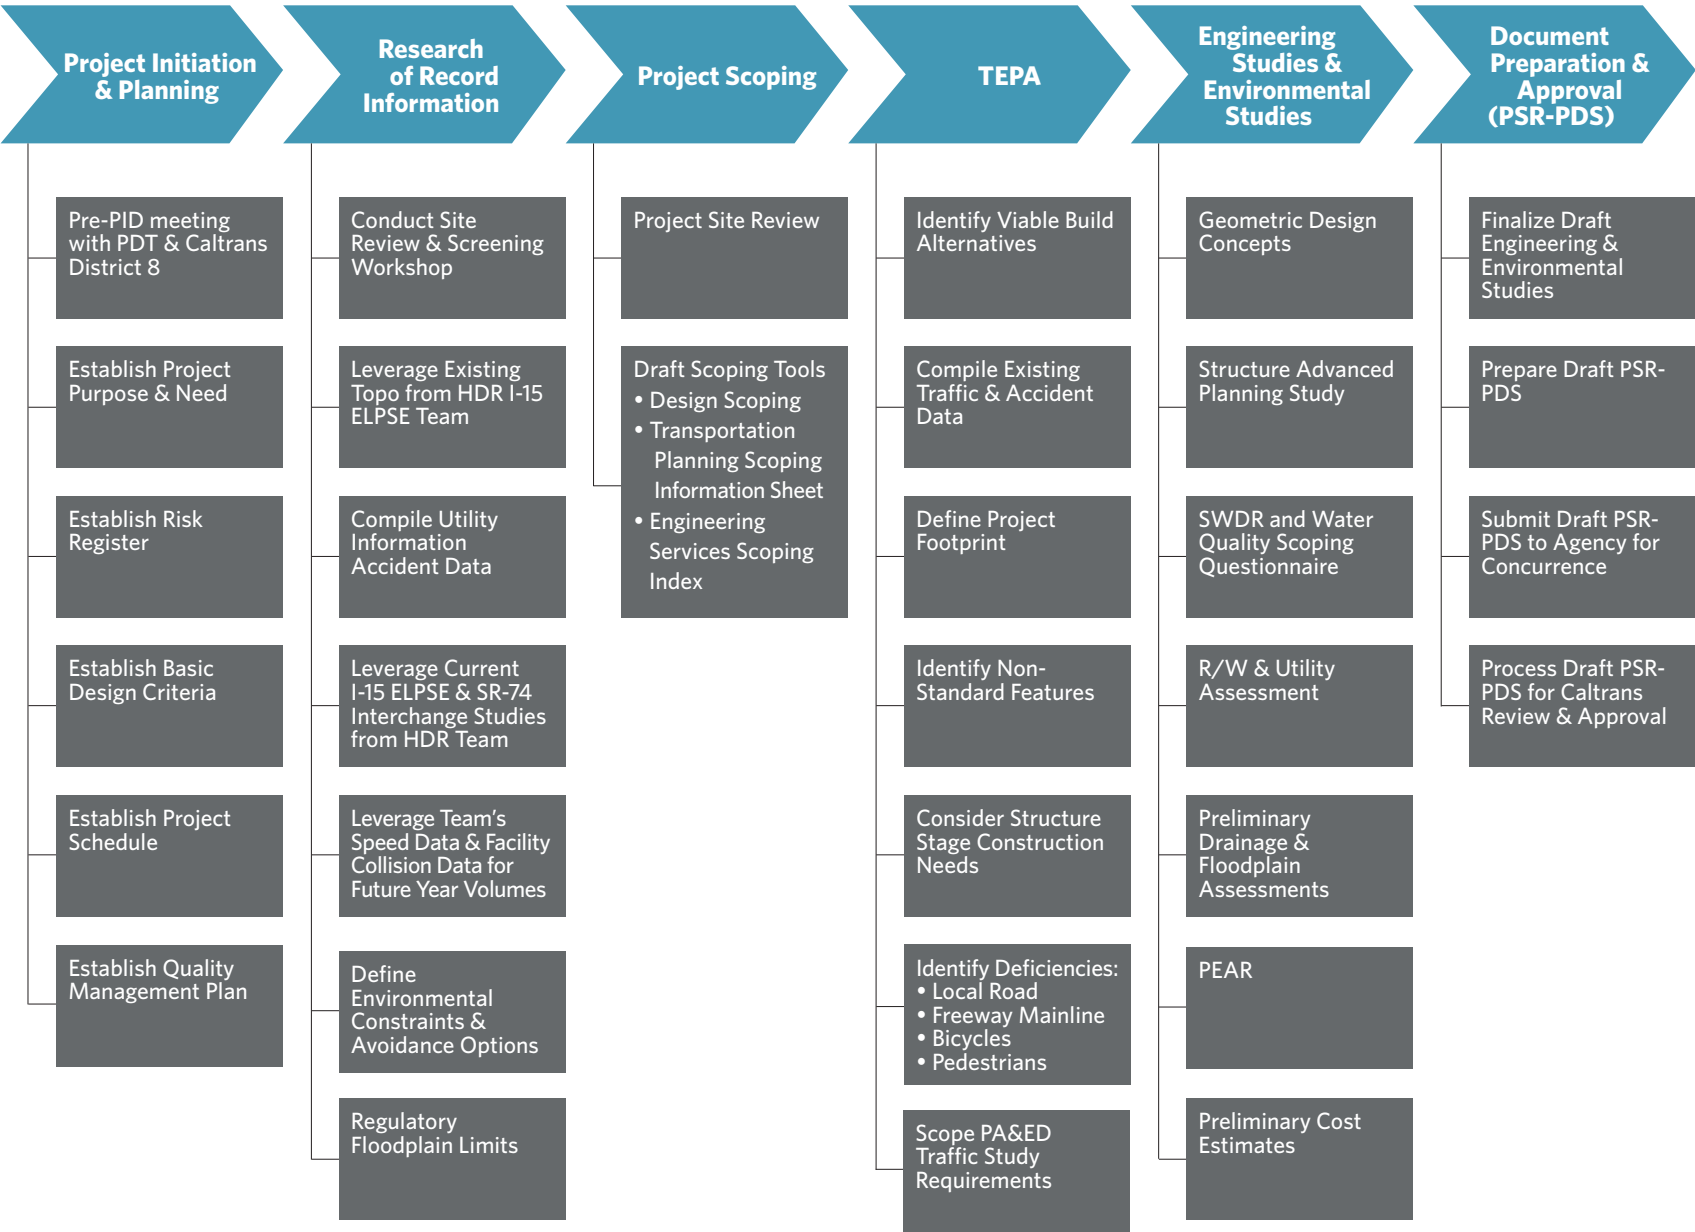 Project Initiation
& Planning
Research
of Record
Information
Project Scoping
TEPA
Engineering
Studies &
Environmental
Studies
Document
Preparation &
Approval
(PSR-PDS)
Pre-PID meeting
with PDT & Caltrans
District 8
Establish Project
Purpose & Need
Establish Risk
Register
Establish Basic
Design Criteria
Establish Project
Schedule
Establish Quality
Management Plan
Conduct Site
Review & Screening
Workshop
Leverage Existing
Topo from HDR I-15
ELPSE Team
Compile Utility
Information
Accident Data
Leverage Current
I-15 ELPSE & SR-74
Interchange Studies
from HDR Team
Leverage Team's
Speed Data & Facility
Collision Data for
Future Year Volumes
Define
Environmental
Constraints &
Avoidance Options
Regulatory
Floodplain Limits
Project Site Review
Draft Scoping Tools
• Design Scoping
• Transportation
Planning Scoping
Information Sheet
• Engineering
Services Scoping
Index
Identify Viable Build
Alternatives
Compile Existing
Traffic & Accident
Data
Define Project
Footprint
Identify Non-
Standard Features
Consider Structure
Stage Construction
Needs
Identify Deficiencies:
• Local Road
• Freeway Mainline
• Bicycles
• Pedestrians
Scope PA&ED
Traffic Study
Requirements
Geometric Design
Concepts
Structure Advanced
Planning Study
SWDR and Water
Quality Scoping
Questionnaire
R/W & Utility
Assessment
Preliminary
Drainage &
Floodplain
Assessments
PEAR
Preliminary Cost
Estimates
Finalize Draft
Engineering &
Environmental
Studies
Prepare Draft PSR-
PDS
Submit Draft PSR-
PDS to Agency for
Concurrence
Process Draft PSR-
PDS for Caltrans
Review & Approval